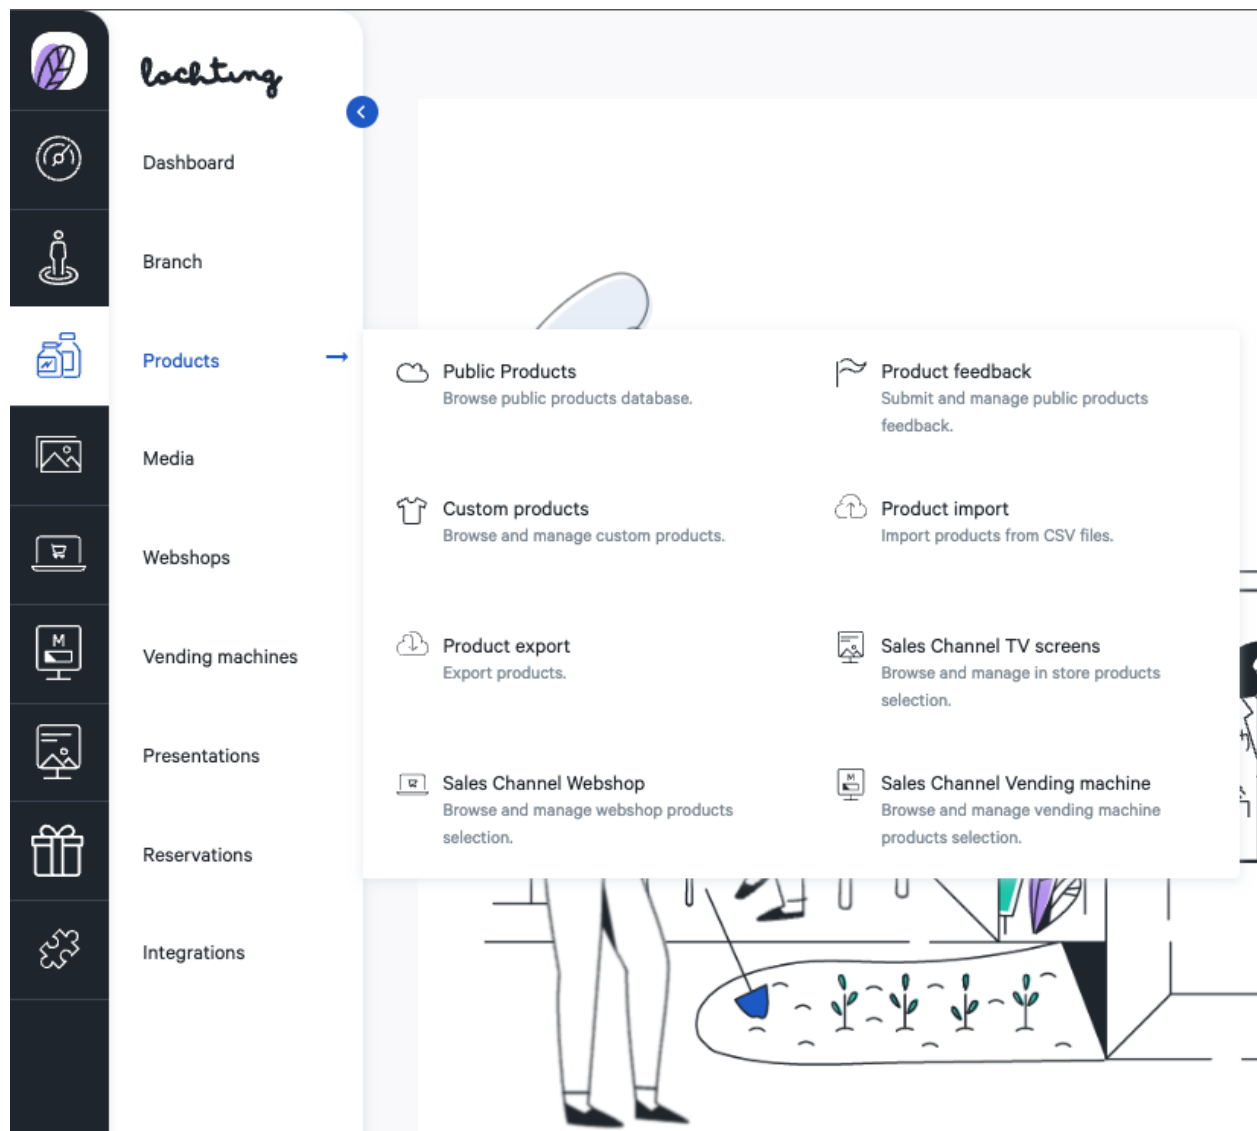 lochting
Dashboard
Branch
Products
Media
Webshops
Vending machines
Presentations
Reservations
Integrations
Public Products
Browse public products database.
Product feedback
Submit and manage public products
feedback.
Custom products
Browse and manage custom products.
Product import
Import products from CSV files.
Product export
Export products.
Sales Channel TV screens
Browse and manage in store products
selection.
Sales Channel Webshop
Browse and manage webshop products
selection.
Sales Channel Vending machine
Browse and manage vending machine
products selection.
M
M